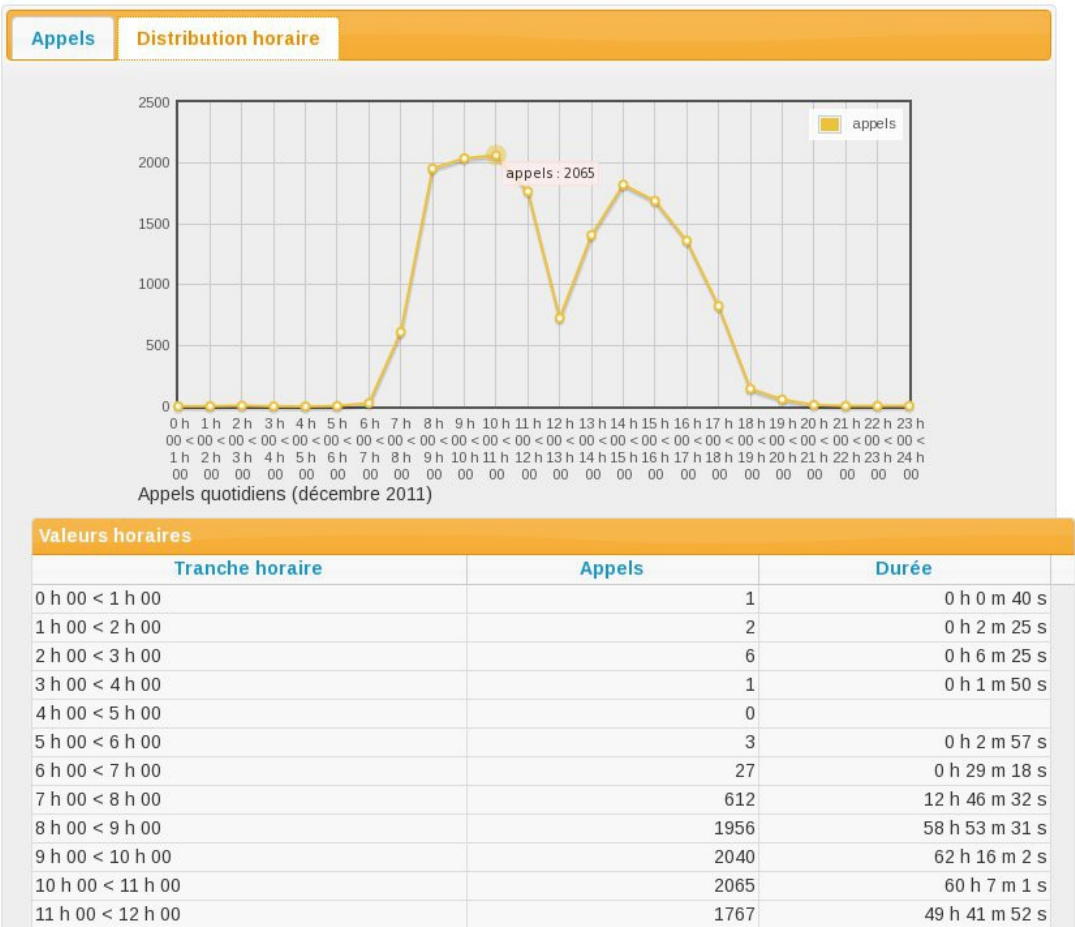 Appels Distribution horaire
2500
appels
2000
appels : 2065
1500
1000
500
0
0 h 1 h 2 h 3 h 4 h 5 h 6 h 7 h 8 h 9 h 10 h 11 h 12 h 13 h 14 h 15 h 16 h 17 h 18 h 19 h 20 h 21 h 22 h 23 h
00 < 00 < 00 < 00 < 00 < 00 < 00 < 00 < 00 < 00 < 00 < 00 < 00 < 00 < 00 < 00 < 00 < 00 < 00 < 00 < 00 < 00 < 00 < 00 <
1 h 2 h 3 h 4 h 5 h 6 h 7 h 8 h 9 h 10 h 11 h 12 h 13 h 14 h 15 h 16 h 17 h 18 h 19 h 20 h 21 h 22 h 23 h 24 h
00 00 00 00 00 00 00 00 00 00 00 00 00 00 00 00 00 00 00 00 00 00 00 00
Appels quotidiens (décembre 2011)
Valeurs horaires
Tranche horaire Appels Durée
0 h 00 < 1 h 00 1 0 h 0 m 40 s
1 h 00 < 2 h 00 2 0 h 2 m 25 s
2 h 00 < 3 h 00 6 0 h 6 m 25 s
3 h 00 < 4 h 00 1 0 h 1 m 50 s
4 h 00 < 5 h 00 0
5 h 00 < 6 h 00 3 0 h 2 m 57 s
6 h 00 < 7 h 00 27 0 h 29 m 18 s
7 h 00 < 8 h 00 612 12 h 46 m 32 s
8 h 00 < 9 h 00 1956 58 h 53 m 31 s
9 h 00 < 10 h 00 2040 62 h 16 m 2 s
10 h 00 < 11 h 00 2065 60 h 7 m 1 s
11 h 00 < 12 h 00 1767 49 h 41 m 52 s